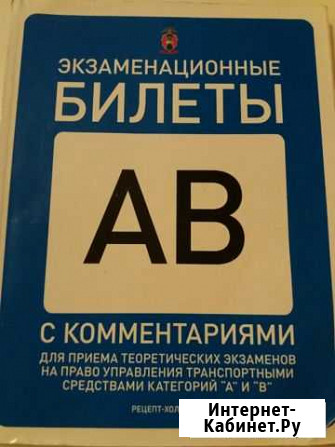 ЭКЗАМЕНАЦИОННЫЕ
БИЛЕТЫ
АВ
С КОММЕНТАРИЯМИ
ДЛЯ ПРИЕМА ТЕОРЕТИЧЕСКИХ ЭКЗАМЕНОВ
НА ПРАВО УПРАВЛЕНИЯ ТРАНСПОРТНЫМИ
СРЕДСТВАМИ КАТЕГОРИЙ "А" И "В"
Интернет-
Кабинет.Ру